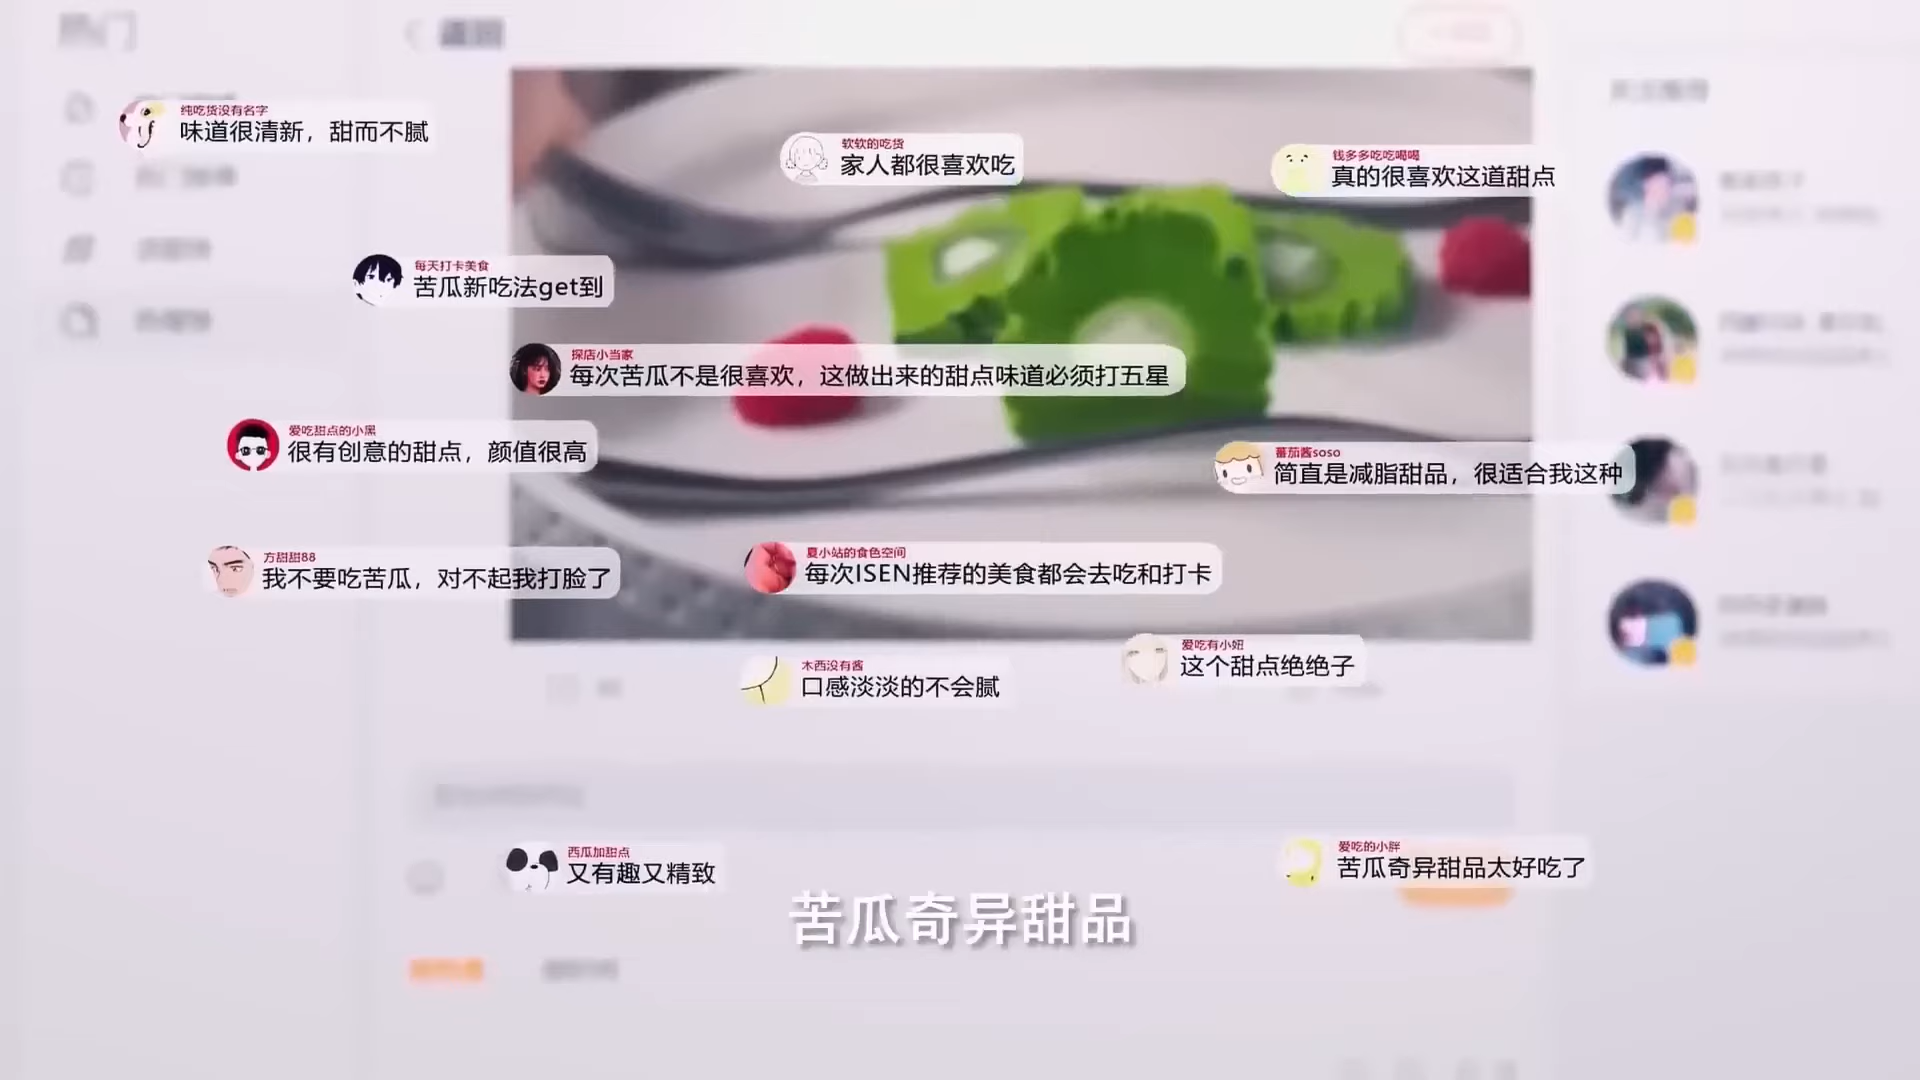 热门
返回
纯吃货没有名字
味道很清新，甜而不腻
软软的吃货
家人都很喜欢吃
钱多多吃吃喝喝
真的很喜欢这道甜点
每天打卡美食
苦瓜新吃法get到
探店小当家
每次苦瓜不是很喜欢，这做出来的甜点味道必须打五星
爱吃甜点的小黑
很有创意的甜点，颜值很高
蕃茄酱soso
简直是减脂甜品，很适合我这种
方甜甜88
我不要吃苦瓜，对不起我打脸了
夏小站的食色空间
每次ISEN推荐的美食都会去吃和打卡
爱吃有小妞
这个甜点绝绝子
木西没有酱
口感淡淡的不会腻
西瓜加甜点
又有趣又精致
爱吃的小胖
苦瓜奇异甜品太好吃了
苦瓜奇异甜品